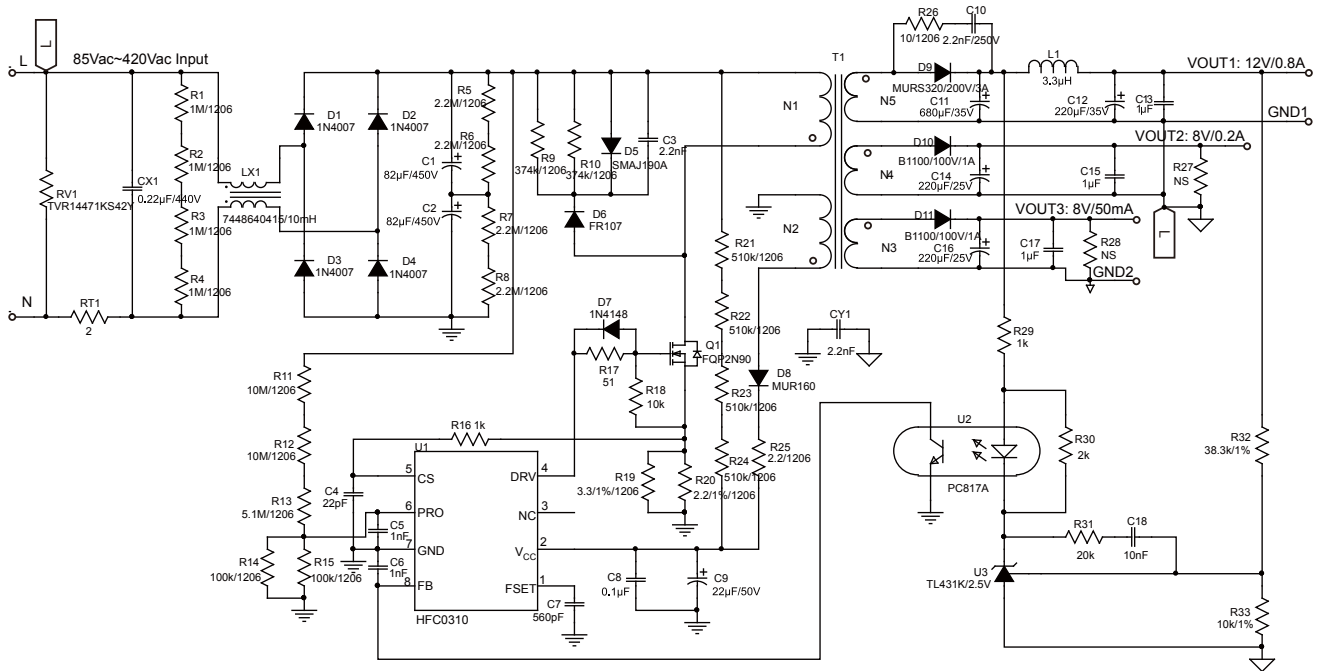 R26
10/1206
C10
2.2nF/250V
L
L
85Vac~420Vac Input
T1
L1
3.3µH
VOUT1: 12V/0.8A
D9
MURS320/200V/3A
N5
C11
680µF/35V
C12
220µF/35V
C13
1µF
GND1
R1
1M/1206
D1
1N4007
D2
1N4007
R5
2.2M/1206
N1
R6
2.2M/1206
R9
374k/1206
R10
374k/1206
D5
SMAJ190A
C3
2.2nF
VOUT2: 8V/0.2A
D10
B1100/100V/1A
R2
1M/1206
C1
82µF/450V
N4
C14
220µF/25V
C15
1µF
R27
NS
RV1
TVR14471KS42Y
CX1
0.22µF/440V
LX1
7448640415/10mH
R3
1M/1206
C2
82µF/450V
R7
2.2M/1206
D6
FR107
N2
D11
B1100/100V/1A
VOUT3: 8V/50mA
N3
C16
220µF/25V
C17
1µF
R28
NS
L
GND2
R21
510k/1206
D3
1N4007
D4
1N4007
R8
2.2M/1206
R4
1M/1206
N
RT1
2
D7
1N4148
R22
510k/1206
CY1
2.2nF
R29
1k
R17
51
Q1
FQP2N90
R11
10M/1206
R18
10k
D8
MUR160
R23
510k/1206
R16 1k
U1
U2
R30
2k
R32
38.3k/1%
R12
10M/1206
R25
2.2/1206
R24
510k/1206
PC817A
5
CS
DRV
4
R19
3.3/1%/1206
R20
2.2/1%/1206
R13
5.1M/1206
C4
22pF
6
PRO
NC
3
C5
1nF
R31
20k
C18
10nF
7
GND
VCC
2
R14
100k/1206
R15
100k/1206
C6
1nF
8
FB
FSET
1
C8
0.1µF
C9
22µF/50V
U3
TL431K/2.5V
C7
560pF
HFC0310
R33
10k/1%